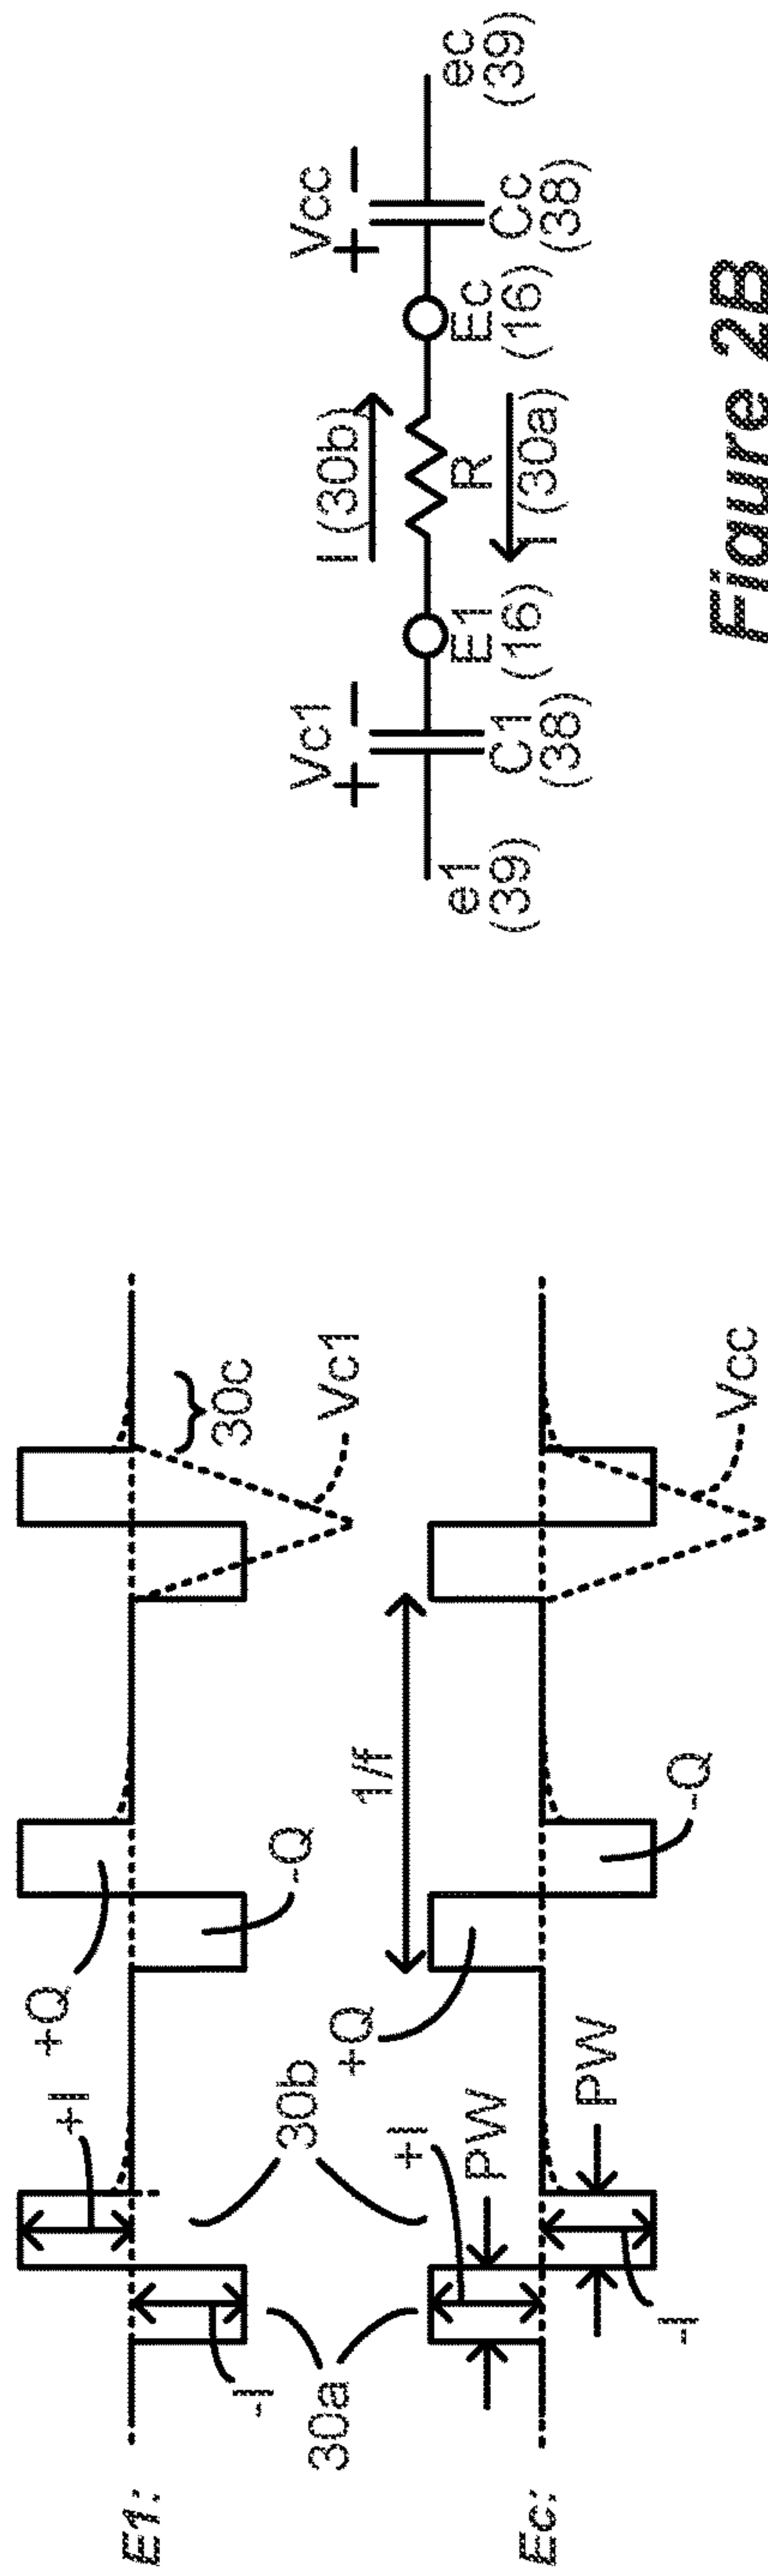 E1:
-I
+I
+Q
-Q
30c
Vc1
30a
30b
1/f
Ec:
+I
PW
+Q
-I
PW
-Q
Vcc
Vc1
Vcc
+ −
+ −
I (30b)
e1
(39)
C1
(38)
E1
(16)
R
I (30a)
Ec
(16)
Cc
(38)
ec
(39)
Figure 2B